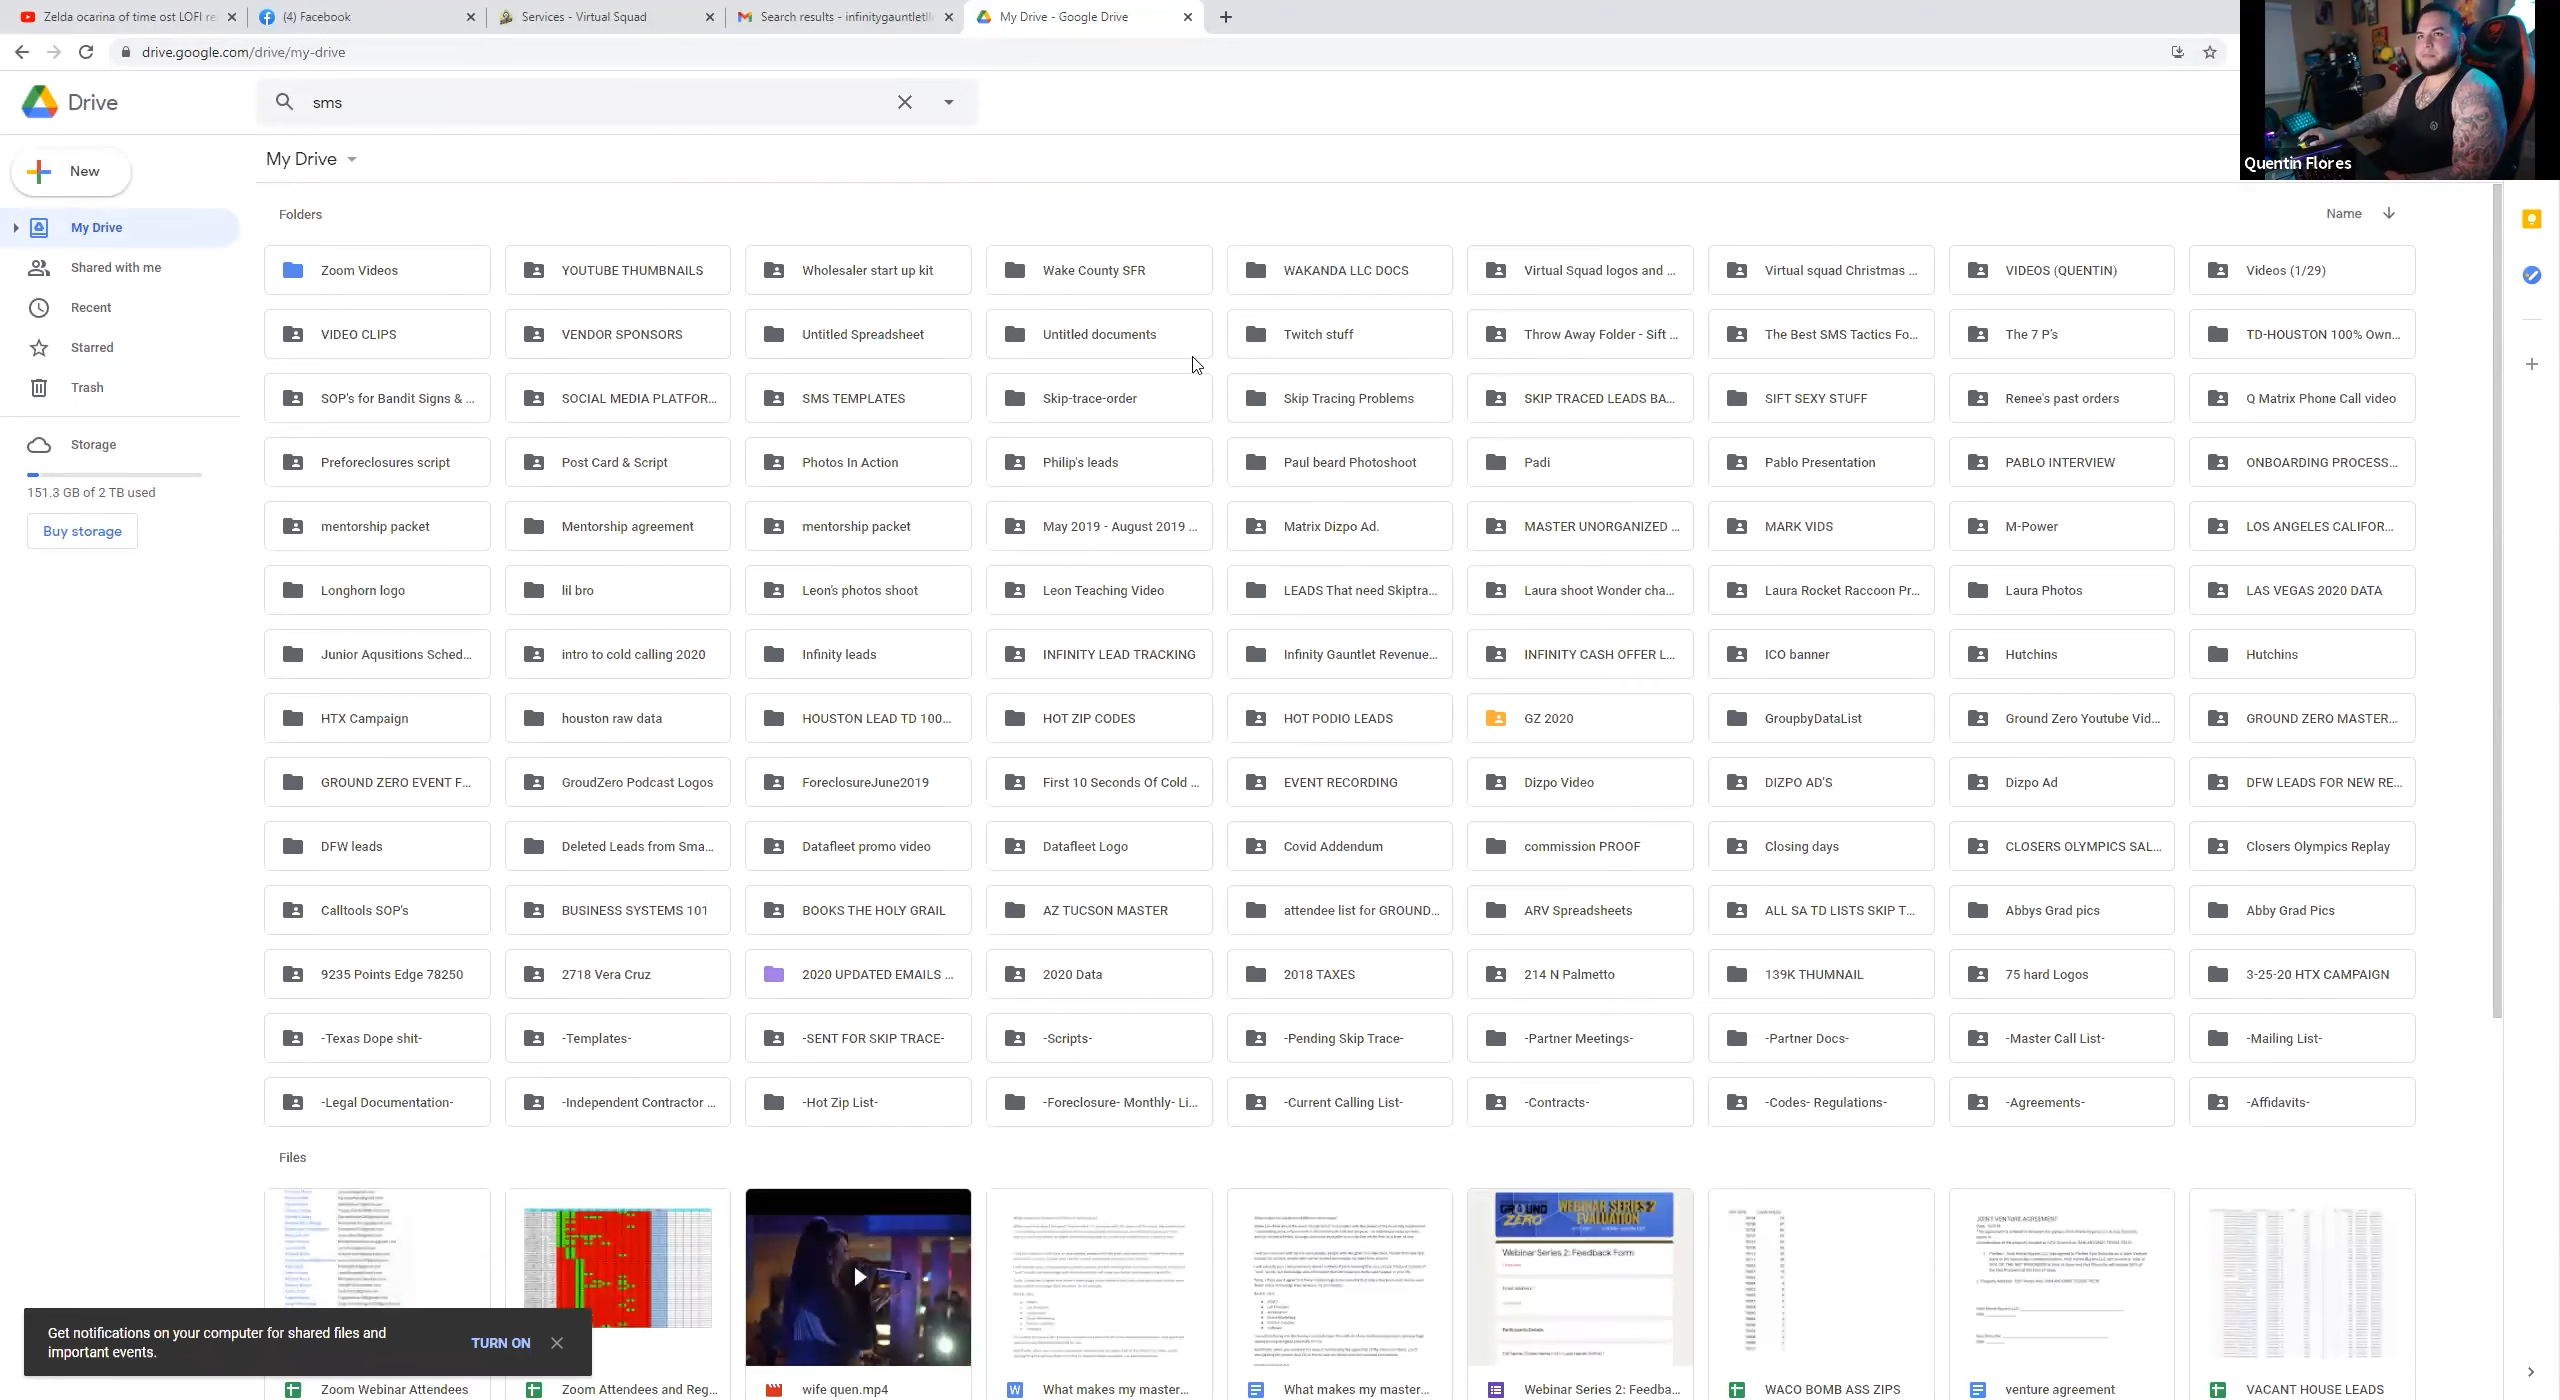 Zelda ocarina of time ost LOFI re
(4) Facebook
Services - Virtual Squad
Search results - infinitygauntletll
My Drive - Google Drive
drive.google.com/drive/my-drive
Quentin Flores
Drive
sms
New
My Drive
My Drive
Shared with me
Recent
Starred
Trash
Storage
151.3 GB of 2 TB used
Buy storage
Folders
Name
Zoom Videos
YOUTUBE THUMBNAILS
Wholesaler start up kit
Wake County SFR
WAKANDA LLC DOCS
Virtual Squad logos and ...
Virtual squad Christmas ...
VIDEOS (QUENTIN)
Videos (1/29)
VIDEO CLIPS
VENDOR SPONSORS
Untitled Spreadsheet
Untitled documents
Twitch stuff
Throw Away Folder - Sift ...
The Best SMS Tactics Fo...
The 7 P's
TD-HOUSTON 100% Own...
SOP's for Bandit Signs & ...
SOCIAL MEDIA PLATFOR...
SMS TEMPLATES
Skip-trace-order
Skip Tracing Problems
SKIP TRACED LEADS BA...
SIFT SEXY STUFF
Renee's past orders
Q Matrix Phone Call video
Preforeclosures script
Post Card & Script
Photos In Action
Philip's leads
Paul beard Photoshoot
Padi
Pablo Presentation
PABLO INTERVIEW
ONBOARDING PROCESS...
mentorship packet
Mentorship agreement
mentorship packet
May 2019 - August 2019 ...
Matrix Dizpo Ad.
MASTER UNORGANIZED ...
MARK VIDS
M-Power
LOS ANGELES CALIFOR...
Longhorn logo
lil bro
Leon's photos shoot
Leon Teaching Video
LEADS That need Skiptra...
Laura shoot Wonder cha...
Laura Rocket Raccoon Pr...
Laura Photos
LAS VEGAS 2020 DATA
Junior Aqusitions Sched...
intro to cold calling 2020
Infinity leads
INFINITY LEAD TRACKING
Infinity Gauntlet Revenue...
INFINITY CASH OFFER L...
ICO banner
Hutchins
Hutchins
HTX Campaign
houston raw data
HOUSTON LEAD TD 100...
HOT ZIP CODES
HOT PODIO LEADS
GZ 2020
GroupbyDataList
Ground Zero Youtube Vid...
GROUND ZERO MASTER...
GROUND ZERO EVENT F...
GroudZero Podcast Logos
ForeclosureJune2019
First 10 Seconds Of Cold ...
EVENT RECORDING
Dizpo Video
DIZPO AD'S
Dizpo Ad
DFW LEADS FOR NEW RE...
DFW leads
Deleted Leads from Sma...
Datafleet promo video
Datafleet Logo
Covid Addendum
commission PROOF
Closing days
CLOSERS OLYMPICS SAL...
Closers Olympics Replay
Calltools SOP's
BUSINESS SYSTEMS 101
BOOKS THE HOLY GRAIL
AZ TUCSON MASTER
attendee list for GROUND...
ARV Spreadsheets
ALL SA TD LISTS SKIP T...
Abbys Grad pics
Abby Grad Pics
9235 Points Edge 78250
2718 Vera Cruz
2020 UPDATED EMAILS ...
2020 Data
2018 TAXES
214 N Palmetto
139K THUMNAIL
75 hard Logos
3-25-20 HTX CAMPAIGN
-Texas Dope shit-
-Templates-
-SENT FOR SKIP TRACE-
-Scripts-
-Pending Skip Trace-
-Partner Meetings-
-Partner Docs-
-Master Call List-
-Mailing List-
-Legal Documentation-
-Independent Contractor ...
-Hot Zip List-
-Foreclosure- Monthly- Li...
-Current Calling List-
-Contracts-
-Codes- Regulations-
-Agreements-
-Affidavits-
Files
GROUND ZERO
WEBINAR SERIES 2
EVALUATION
Webinar Series 2: Feedback Form
JOINT VENTURE AGREEMENT
Get notifications on your computer for shared files and
important events.
TURN ON
Zoom Webinar Attendees
Zoom Attendees and Reg...
wife quen.mp4
What makes my master...
What makes my master...
Webinar Series 2: Feedba...
WACO BOMB ASS ZIPS
venture agreement
VACANT HOUSE LEADS